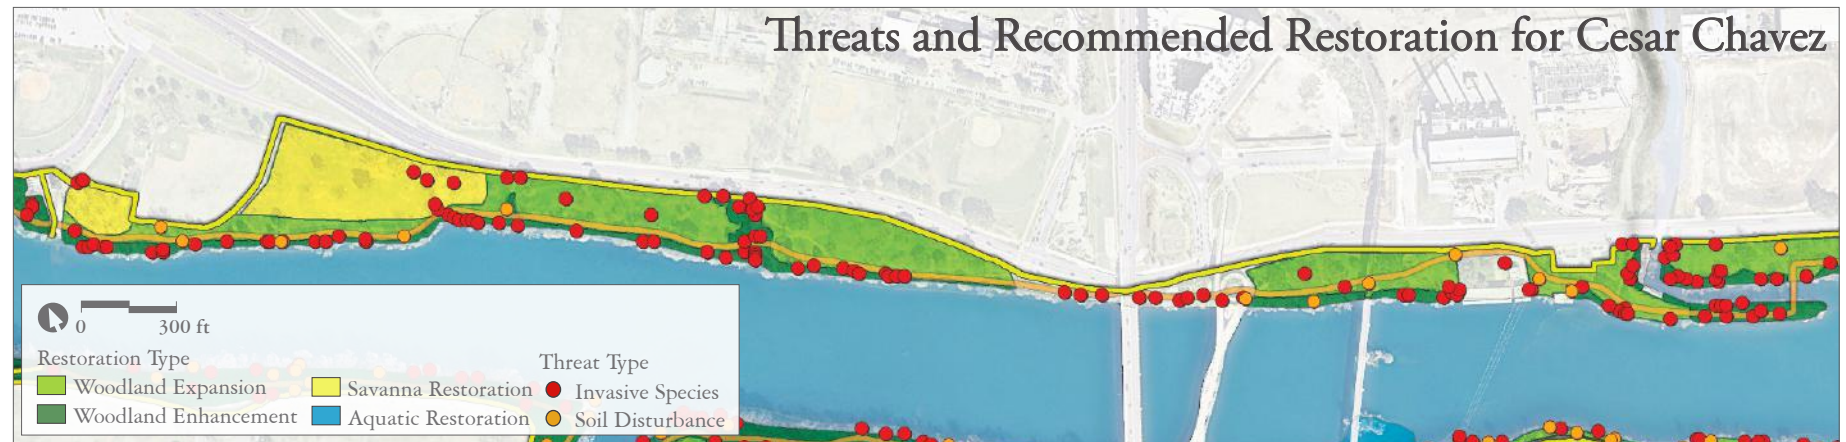 Threats and Recommended Restoration for Cesar Chavez
0 300 ft
Restoration Type
Woodland Expansion
Woodland Enhancement
Savanna Restoration
Aquatic Restoration
Threat Type
Invasive Species
Soil Disturbance